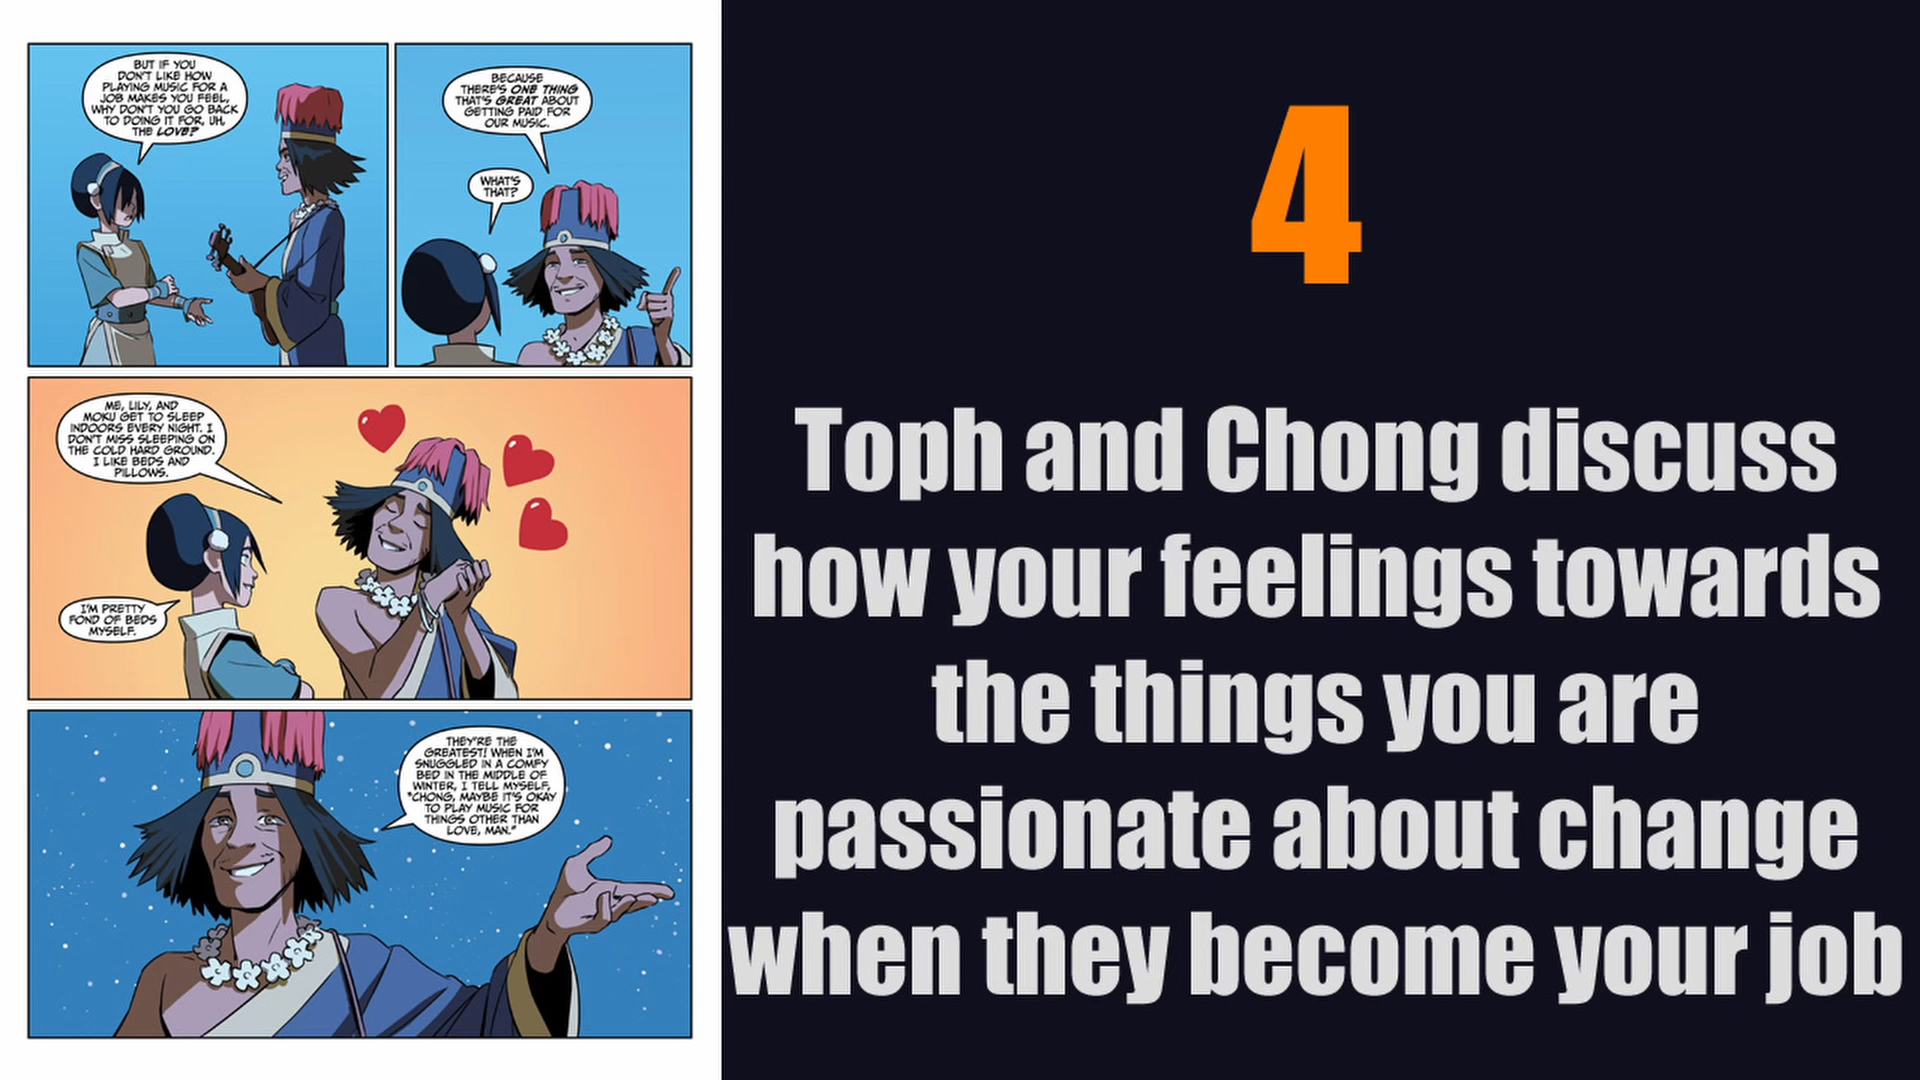 BUT IF YOU
DON'T LIKE HOW
PLAYING MUSIC FOR A
JOB MAKES YOU FEEL,
WHY DON'T YOU GO BACK
TO DOING IT FOR, UH,
THE LOVE?
BECAUSE
THERE'S ONE THING
THAT'S GREAT ABOUT
GETTING PAID FOR
OUR MUSIC.
WHAT'S
THAT?
ME, LILY, AND
MOKU GET TO SLEEP
INDOORS EVERY NIGHT. I
DON'T MISS SLEEPING ON
THE COLD HARD GROUND.
I LIKE BEDS AND
PILLOWS.
I'M PRETTY
FOND OF BEDS
MYSELF.
THEY'RE THE
GREATEST! WHEN I'M
SNUGGLED IN A COMFY
BED IN THE MIDDLE OF
WINTER, I TELL MYSELF,
"CHONG, MAYBE IT'S OKAY
TO PLAY MUSIC FOR
THINGS OTHER THAN
LOVE, MAN."
4
Toph and Chong discuss
how your feelings towards
the things you are
passionate about change
when they become your job